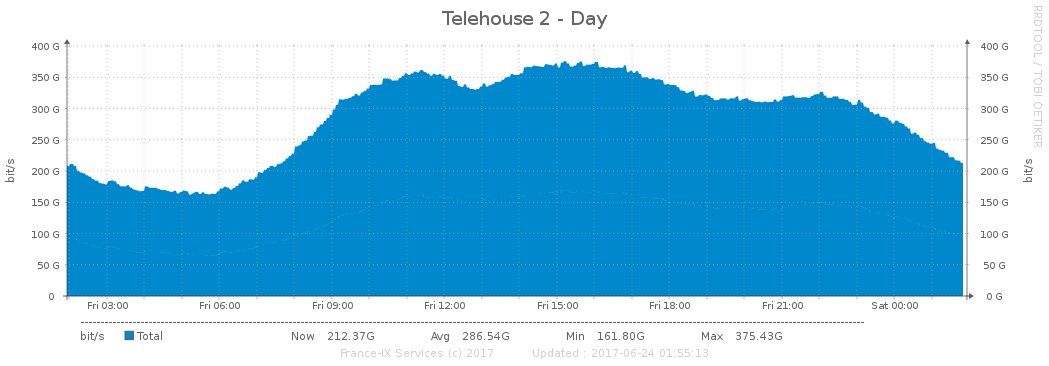 Telehouse 2 - Day
RRDTOOL / TOBI OETIKER
bit/s
bit/s
400 G 400 G
350 G 350 G
300 G 300 G
250 G 250 G
200 G 200 G
150 G 150 G
100 G 100 G
50 G 50 G
0 0 G
Fri 03:00 Fri 06:00 Fri 09:00 Fri 12:00 Fri 15:00 Fri 18:00 Fri 21:00 Sat 00:00
bit/s Total Now 212.37G Avg 286.54G Min 161.80G Max 375.43G
France-IX Services (c) 2017 Updated : 2017-06-24 01:55:13